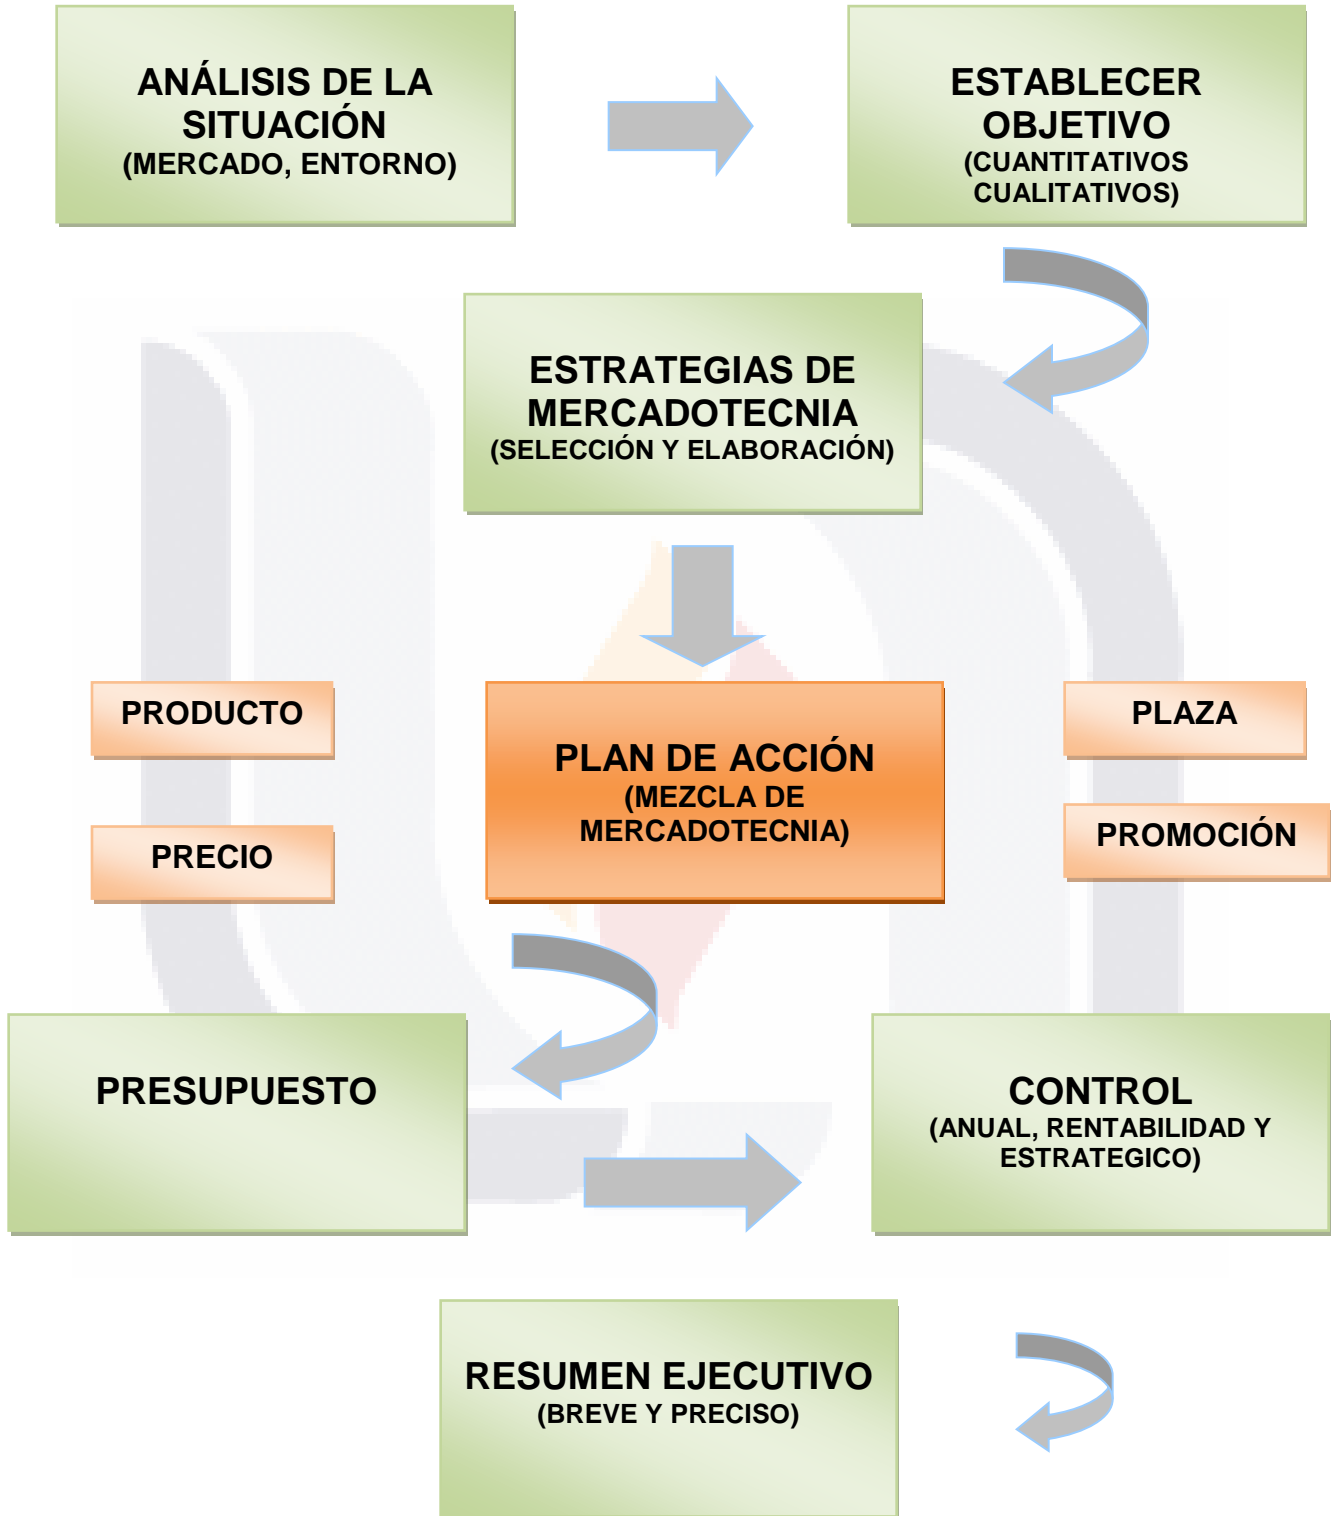 ANÁLISIS DE LA
SITUACIÓN
(MERCADO, ENTORNO)
ESTABLECER
OBJETIVO
(CUANTITATIVOS
CUALITATIVOS)
ESTRATEGIAS DE
MERCADOTECNIA
(SELECCIÓN Y ELABORACIÓN)
PRODUCTO
PRECIO
PLAN DE ACCIÓN
(MEZCLA DE
MERCADOTECNIA)
PLAZA
PROMOCIÓN
PRESUPUESTO
CONTROL
(ANUAL, RENTABILIDAD Y
ESTRATEGICO)
RESUMEN EJECUTIVO
(BREVE Y PRECISO)